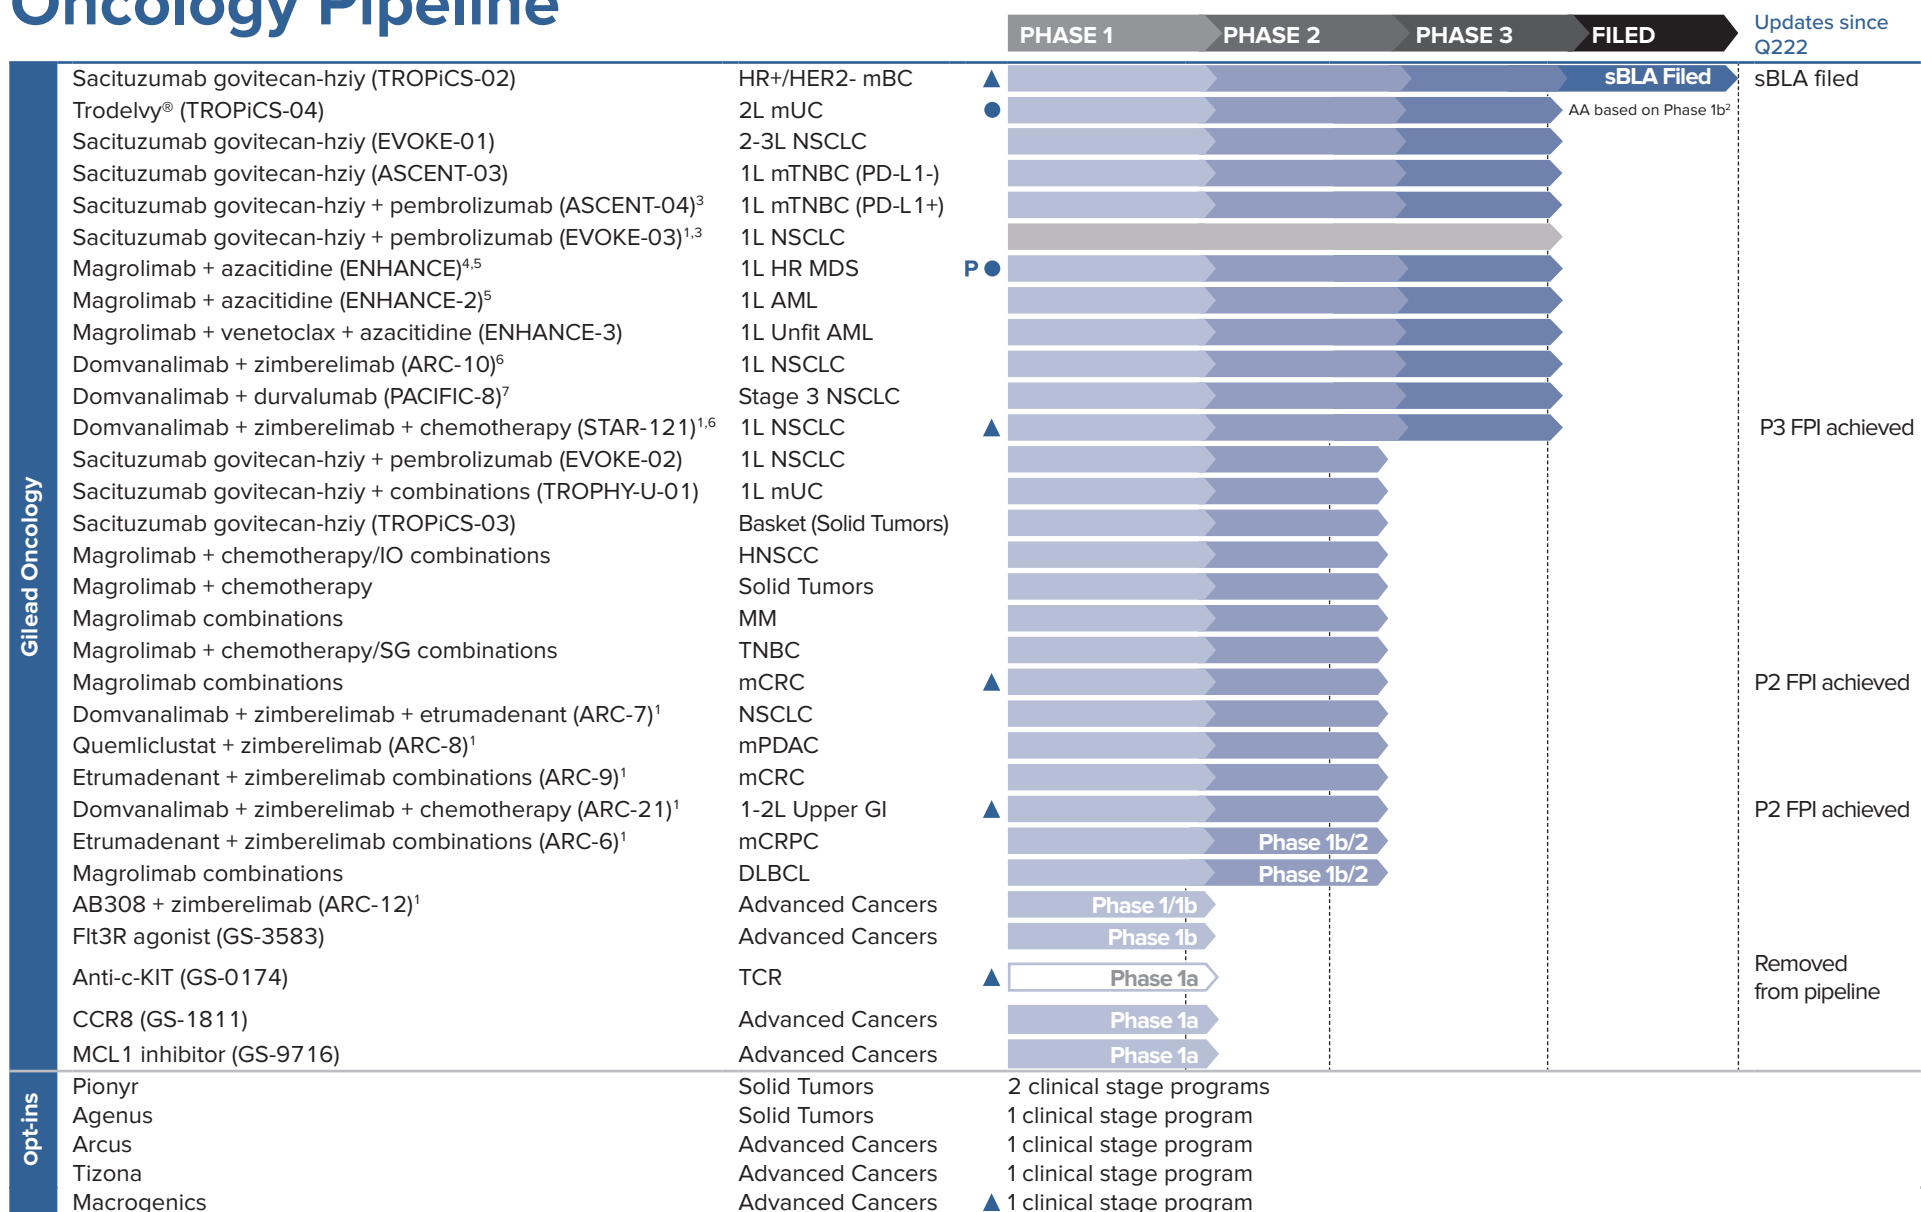 Oncology Pipeline
PHASE 1 PHASE 2 PHASE 3 FILED Updates since
Q222
Gilead Oncology
Sacituzumab govitecan-hziy (TROPiCS-02) HR+/HER2- mBC ▲ sBLA Filed sBLA filed
Trodelvy® (TROPiCS-04) 2L mUC ● AA based on Phase 1b²
Sacituzumab govitecan-hziy (EVOKE-01) 2-3L NSCLC
Sacituzumab govitecan-hziy (ASCENT-03) 1L mTNBC (PD-L1-)
Sacituzumab govitecan-hziy + pembrolizumab (ASCENT-04)³ 1L mTNBC (PD-L1+)
Sacituzumab govitecan-hziy + pembrolizumab (EVOKE-03)¹,³ 1L NSCLC
Magrolimab + azacitidine (ENHANCE)⁴,⁵ 1L HR MDS P ●
Magrolimab + azacitidine (ENHANCE-2)⁵ 1L AML
Magrolimab + venetoclax + azacitidine (ENHANCE-3) 1L Unfit AML
Domvanalimab + zimberelimab (ARC-10)⁶ 1L NSCLC
Domvanalimab + durvalumab (PACIFIC-8)⁷ Stage 3 NSCLC
Domvanalimab + zimberelimab + chemotherapy (STAR-121)¹,⁶ 1L NSCLC ▲ P3 FPI achieved
Sacituzumab govitecan-hziy + pembrolizumab (EVOKE-02) 1L NSCLC
Sacituzumab govitecan-hziy + combinations (TROPHY-U-01) 1L mUC
Sacituzumab govitecan-hziy (TROPiCS-03) Basket (Solid Tumors)
Magrolimab + chemotherapy/IO combinations HNSCC
Magrolimab + chemotherapy Solid Tumors
Magrolimab combinations MM
Magrolimab + chemotherapy/SG combinations TNBC
Magrolimab combinations mCRC ▲ P2 FPI achieved
Domvanalimab + zimberelimab + etrumadenant (ARC-7)¹ NSCLC
Quemliclustat + zimberelimab (ARC-8)¹ mPDAC
Etrumadenant + zimberelimab combinations (ARC-9)¹ mCRC
Domvanalimab + zimberelimab + chemotherapy (ARC-21)¹ 1-2L Upper GI ▲ P2 FPI achieved
Etrumadenant + zimberelimab combinations (ARC-6)¹ mCRPC Phase 1b/2
Magrolimab combinations DLBCL Phase 1b/2
AB308 + zimberelimab (ARC-12)¹ Advanced Cancers Phase 1/1b
Flt3R agonist (GS-3583) Advanced Cancers Phase 1b
Anti-c-KIT (GS-0174) TCR ▲ Phase 1a Removed
from pipeline
CCR8 (GS-1811) Advanced Cancers Phase 1a
MCL1 inhibitor (GS-9716) Advanced Cancers Phase 1a
Opt-ins
Pionyr Solid Tumors 2 clinical stage programs
Agenus Solid Tumors 1 clinical stage program
Arcus Advanced Cancers 1 clinical stage program
Tizona Advanced Cancers 1 clinical stage program
Macrogenics Advanced Cancers ▲ 1 clinical stage program